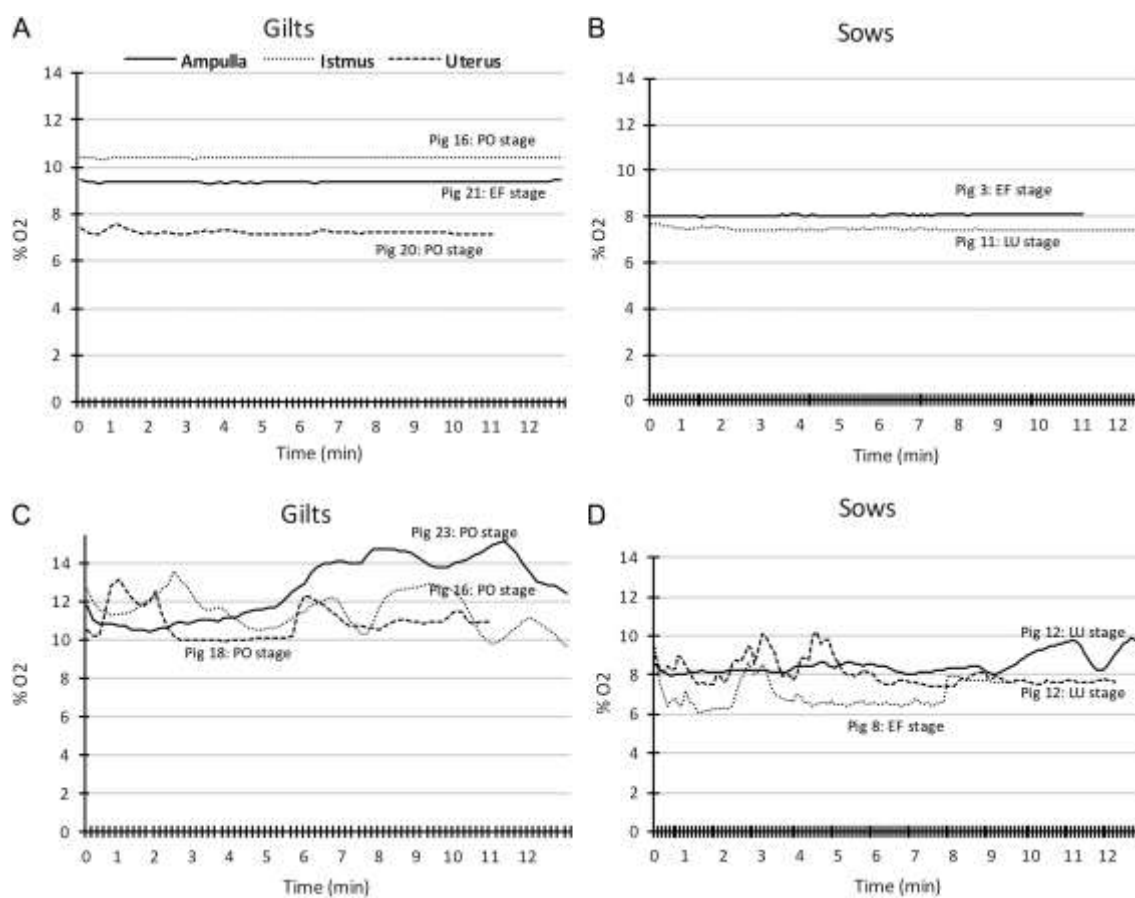 A
Gilts
Ampulla Istmus Uterus
14
12
10
8
6
4
2
0
% O2
Pig 16: PO stage
Pig 21: EF stage
Pig 20: PO stage
0 1 2 3 4 5 6 7 8 9 10 11 12
Time (min)
B
Sows
14
12
10
8
6
4
2
0
% O2
Pig 3: EF stage
Pig 11: LU stage
0 1 2 3 4 5 6 7 8 9 10 11 12
Time (min)
C
Gilts
14
12
10
8
6
4
2
0
% O2
Pig 23: PO stage
Pig 16: PO stage
Pig 18: PO stage
0 1 2 3 4 5 6 7 8 9 10 11 12
Time (min)
D
Sows
14
12
10
8
6
4
2
0
% O2
Pig 12: LU stage
Pig 12: LU stage
Pig 8: EF stage
0 1 2 3 4 5 6 7 8 9 10 11 12
Time (min)